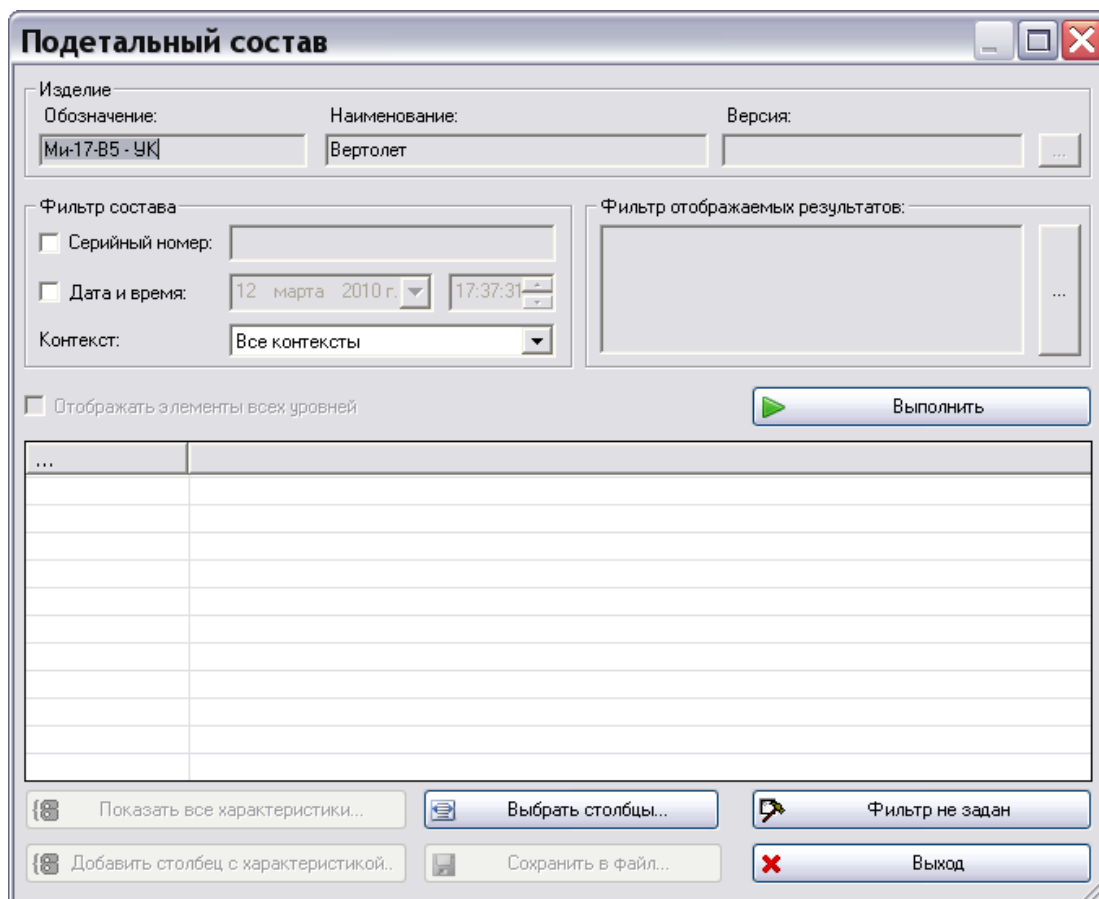 Подетальный состав
Изделие
Обозначение: Наименование: Версия:
Ми-17-В5 - УК Вертолет ...
Фильтр состава Фильтр отображаемых результатов:
Серийный номер:
Дата и время: 12 марта 2010 г. 17:37:31 ...
Контекст: Все контексты
Отображать элементы всех уровней Выполнить
...
Показать все характеристики... Выбрать столбцы... Фильтр не задан
Добавить столбец с характеристикой.. Сохранить в файл... Выход